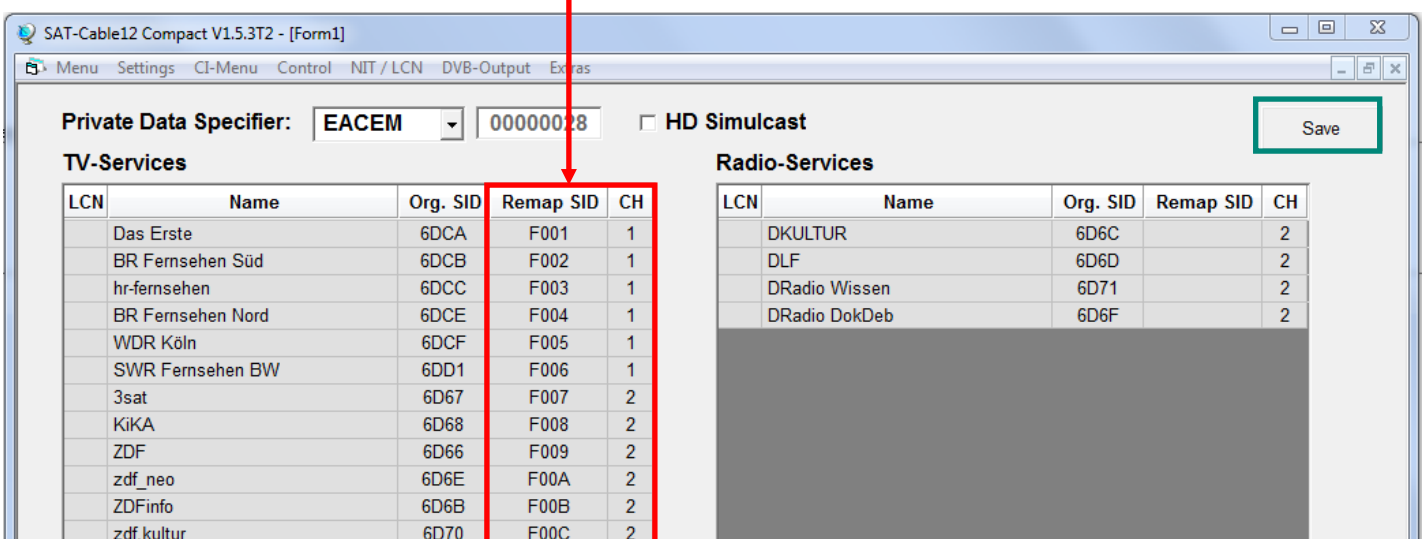 SAT-Cable12 Compact V1.5.3T2 - [Form1]
Menu Settings CI-Menu Control NIT / LCN DVB-Output Extras
Private Data Specifier: EACEM 00000028 HD Simulcast Save
TV-Services Radio-Services
LCN Name Org. SID Remap SID CH LCN Name Org. SID Remap SID CH
Das Erste 6DCA F001 1 DKULTUR 6D6C 2
BR Fernsehen Süd 6DCB F002 1 DLF 6D6D 2
hr-fernsehen 6DCC F003 1 DRadio Wissen 6D71 2
BR Fernsehen Nord 6DCE F004 1 DRadio DokDeb 6D6F 2
WDR Köln 6DCF F005 1
SWR Fernsehen BW 6DD1 F006 1
3sat 6D67 F007 2
KiKA 6D68 F008 2
ZDF 6D66 F009 2
zdf_neo 6D6E F00A 2
ZDFinfo 6D6B F00B 2
zdf.kultur 6D70 F00C 2